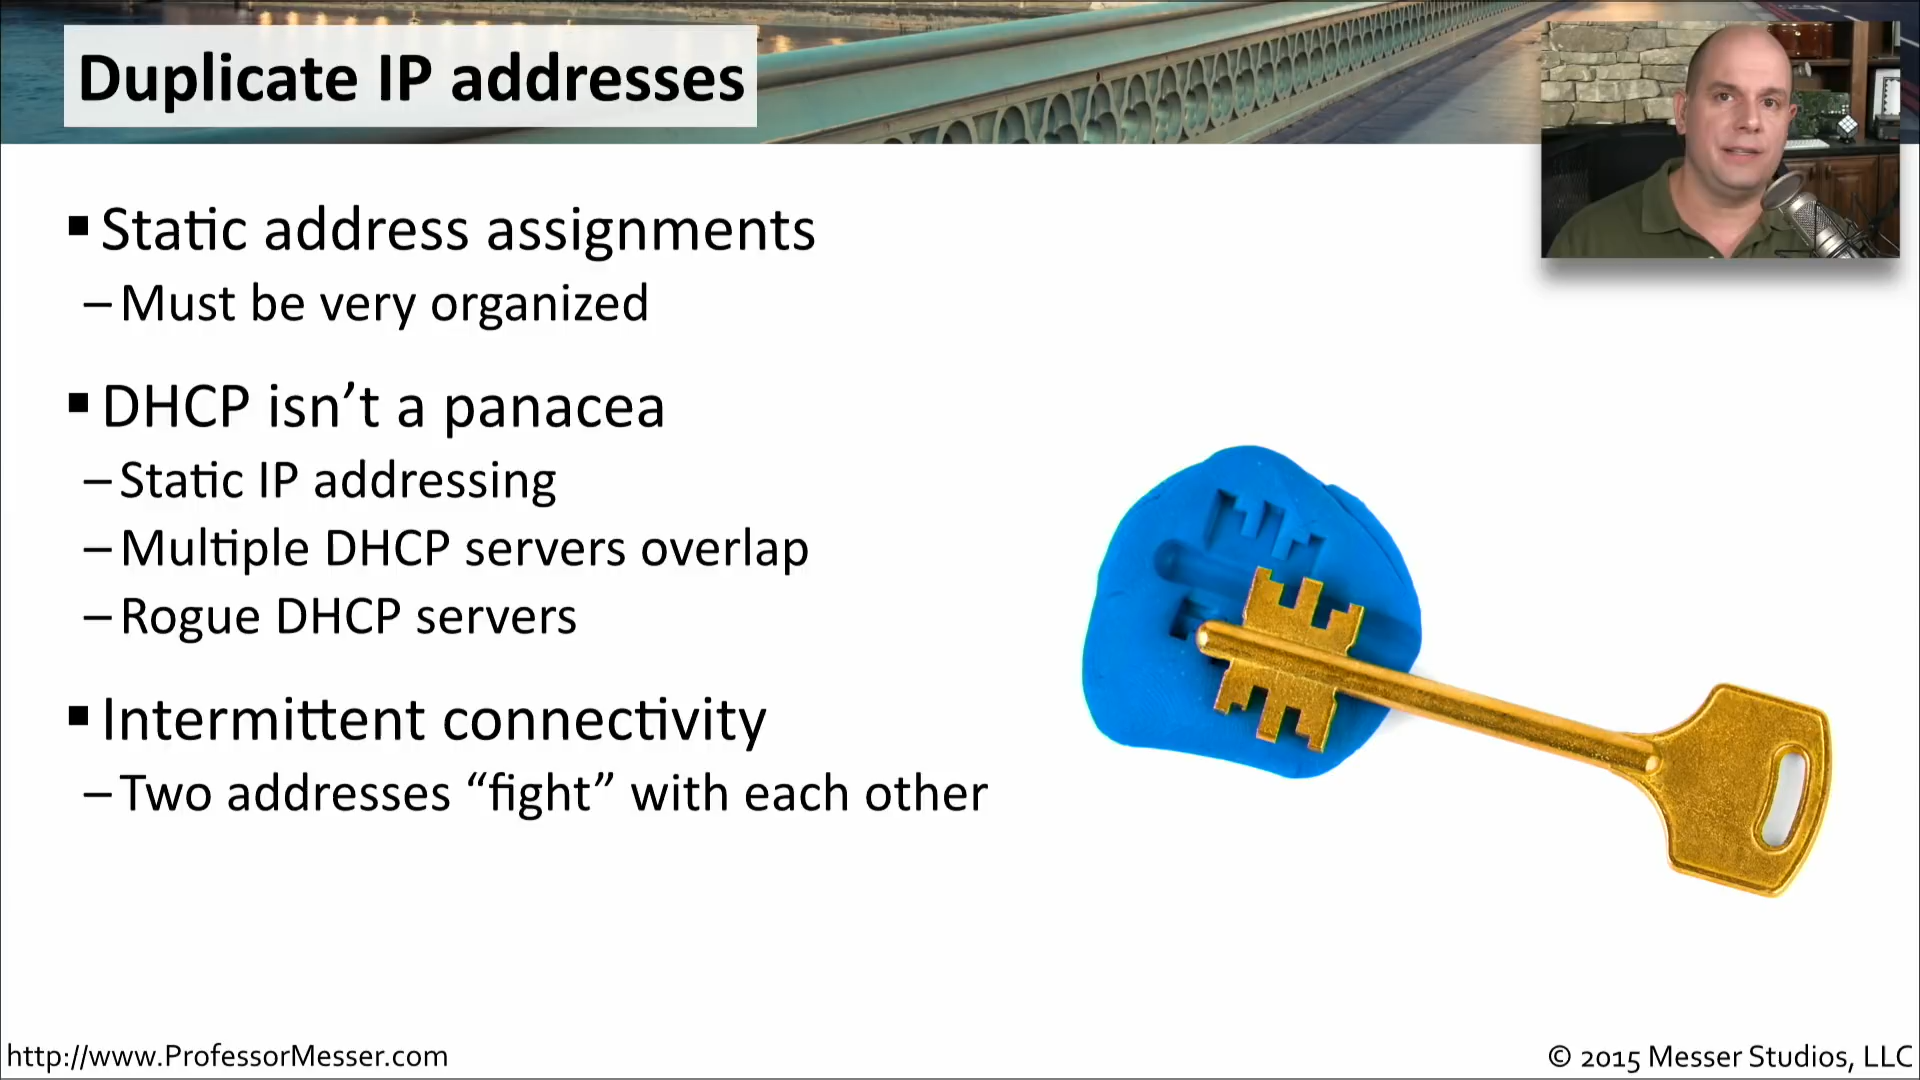 Duplicate IP addresses
▪ Static address assignments
– Must be very organized
▪ DHCP isn’t a panacea
– Static IP addressing
– Multiple DHCP servers overlap
– Rogue DHCP servers
▪ Intermittent connectivity
– Two addresses “fight” with each other
http://www.ProfessorMesser.com
© 2015 Messer Studios, LLC